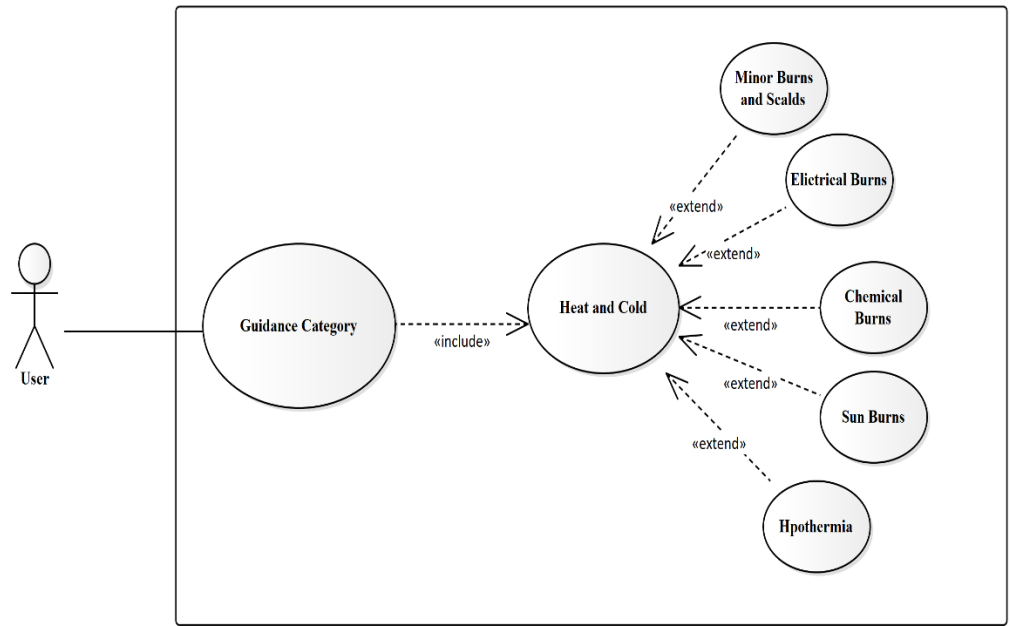 Minor Burns
and Scalds
Elictrical Burns
«extend»
«extend»
Heat and Cold
Chemical
Burns
«extend»
Guidance Category
«include»
User
«extend»
Sun Burns
«extend»
Hpothermia